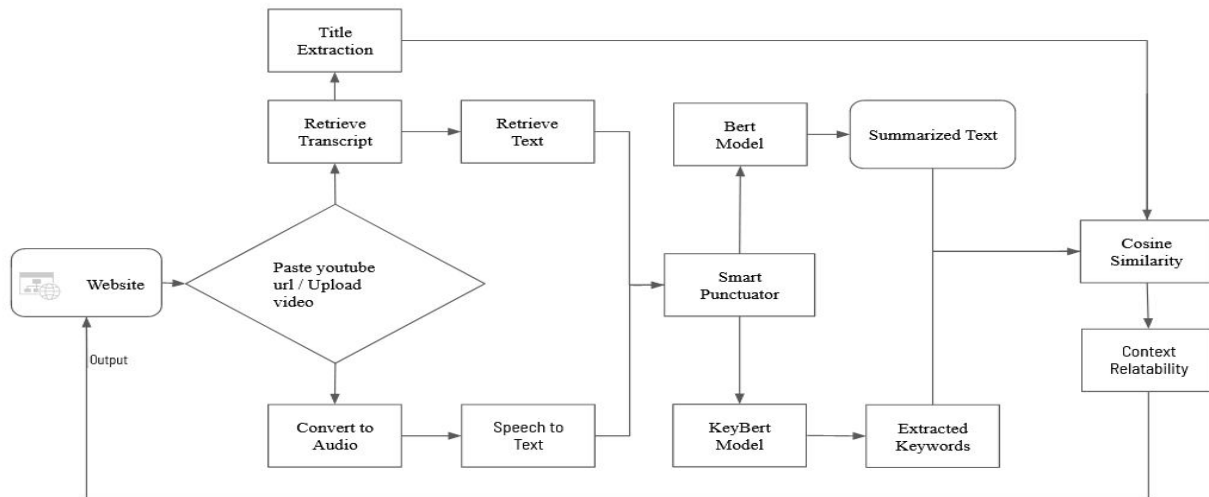 Title
Extraction
Retrieve
Transcript
Retrieve
Text
Bert
Model
Summarized Text
Website
Paste youtube
url / Upload
video
Smart
Punctuator
Cosine
Similarity
Output
Context
Relatability
Convert to
Audio
Speech to
Text
KeyBert
Model
Extracted
Keywords